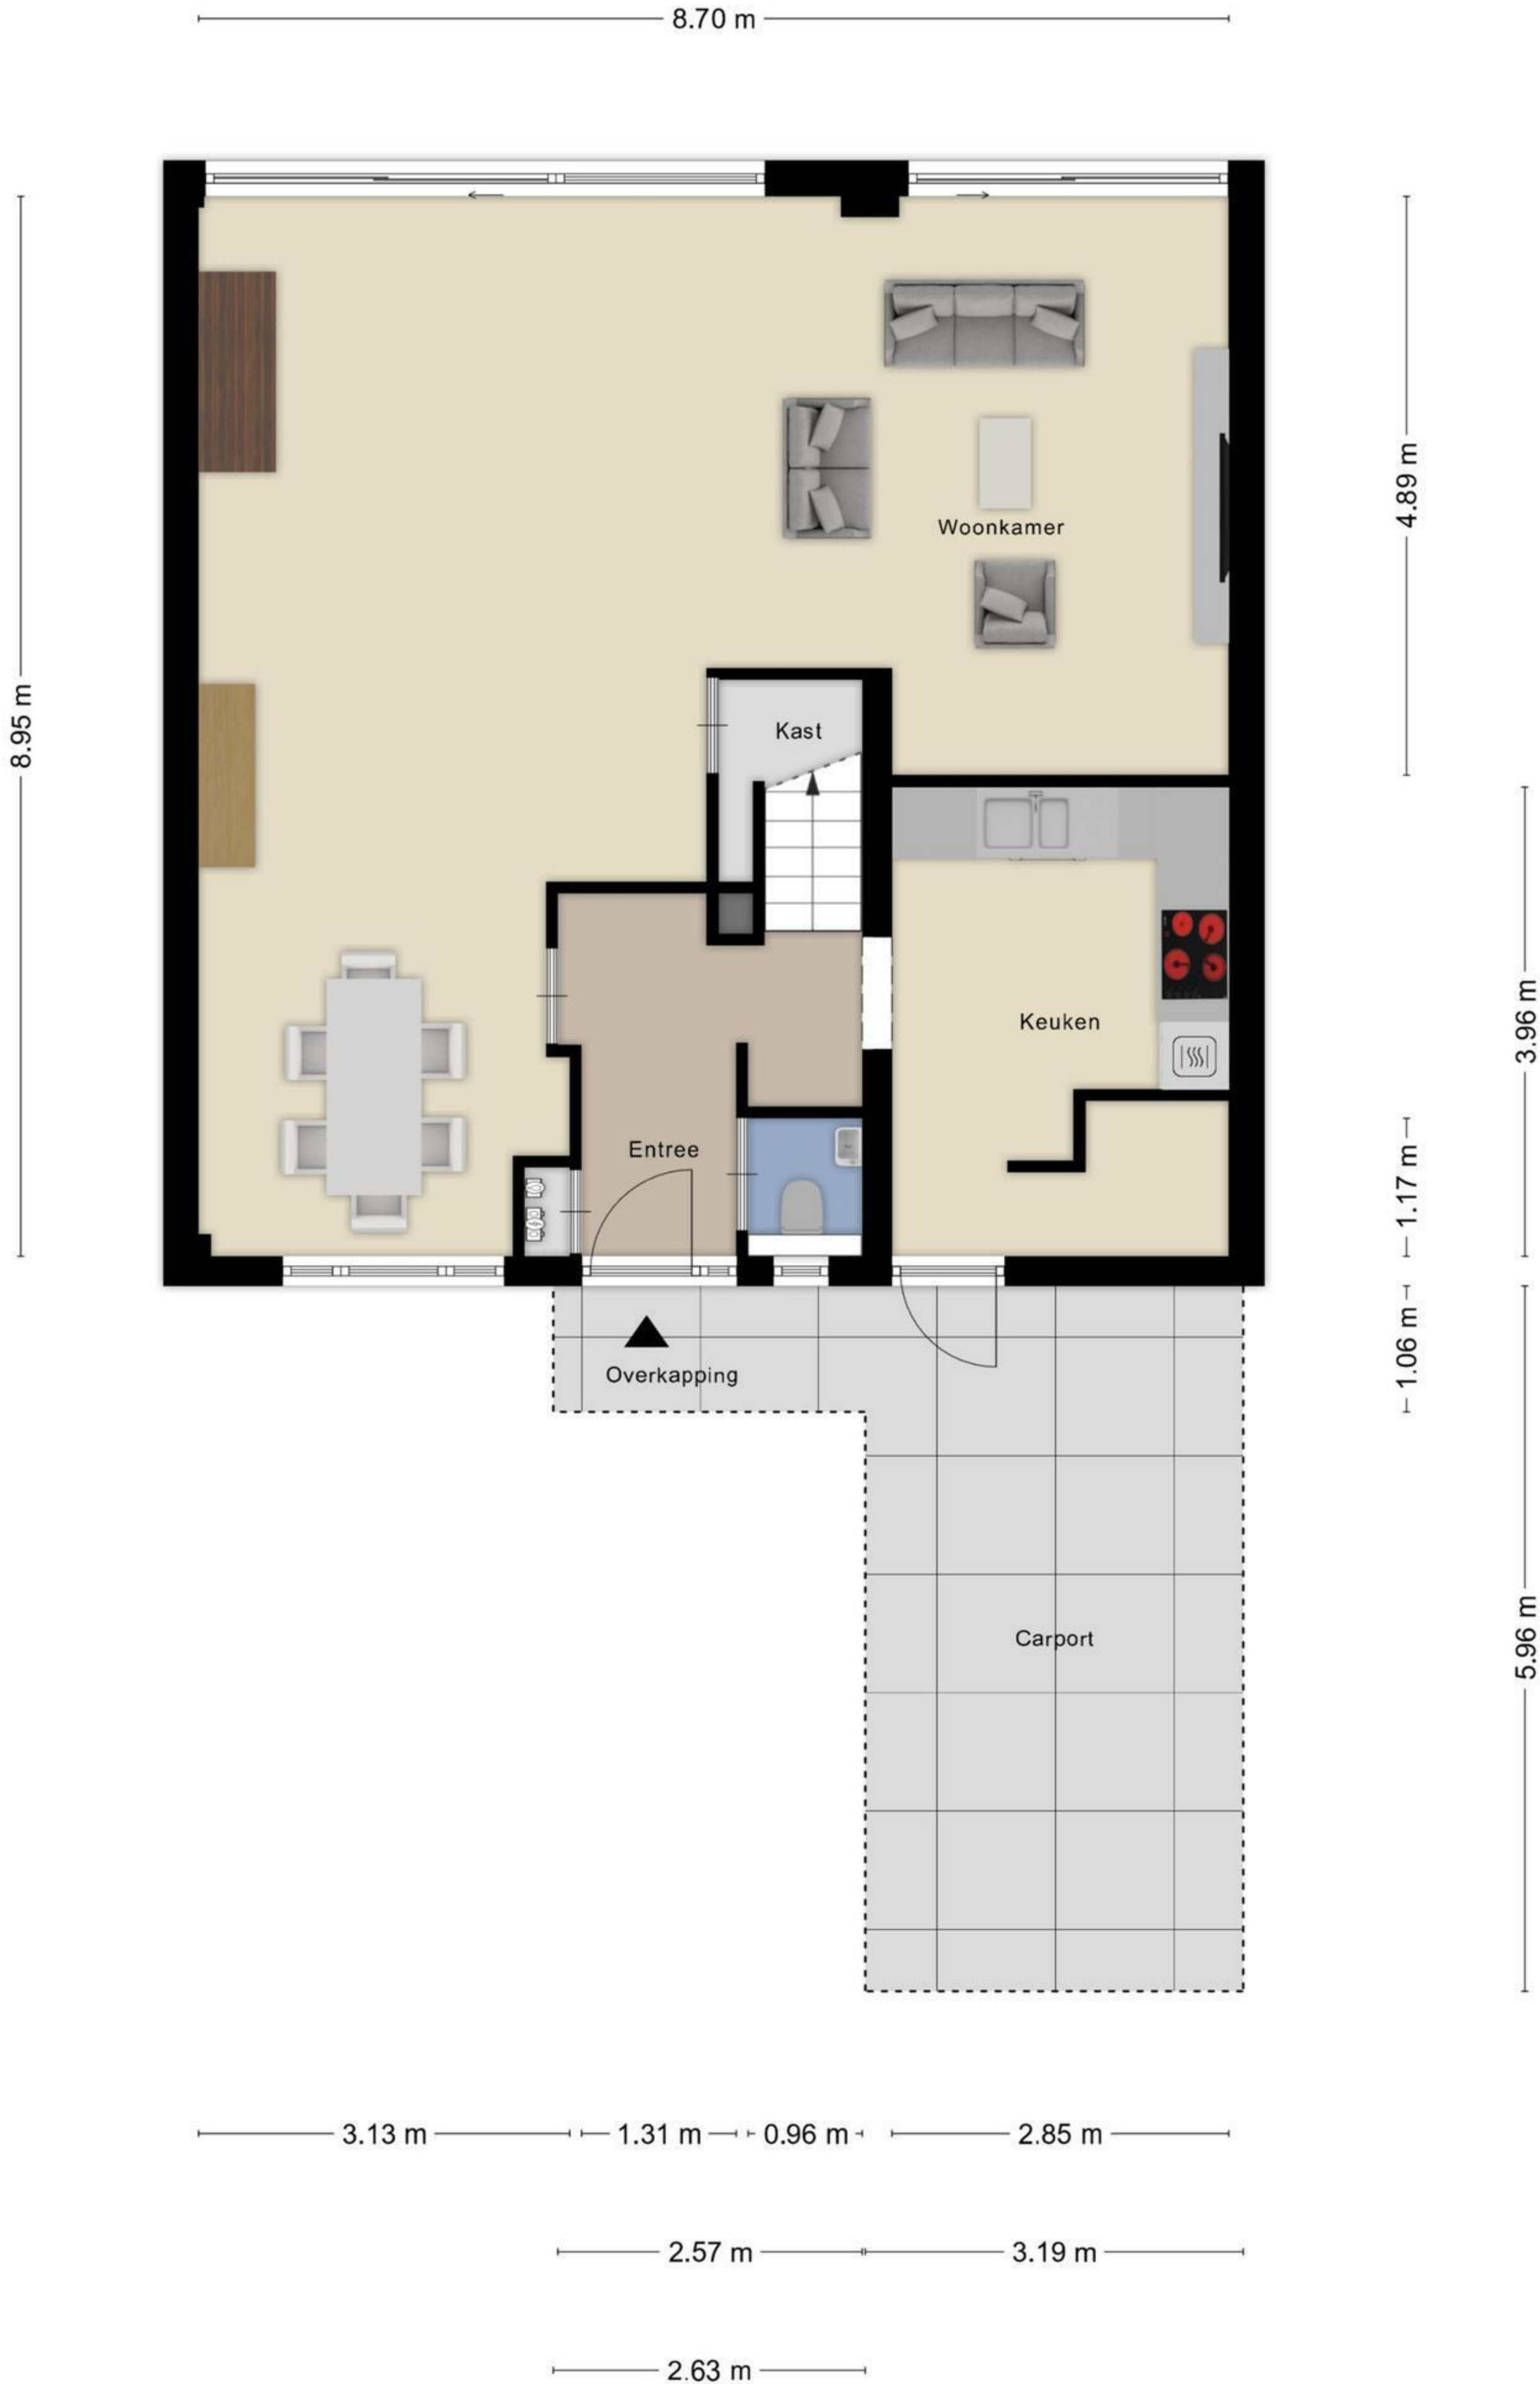 8.70 m
4.89 m
Woonkamer
8.95 m
Kast
3.96 m
Keuken
Entree
1.17 m
1.06 m
Overkapping
5.96 m
Carport
3.13 m
1.31 m
0.96 m
2.85 m
2.57 m
3.19 m
2.63 m